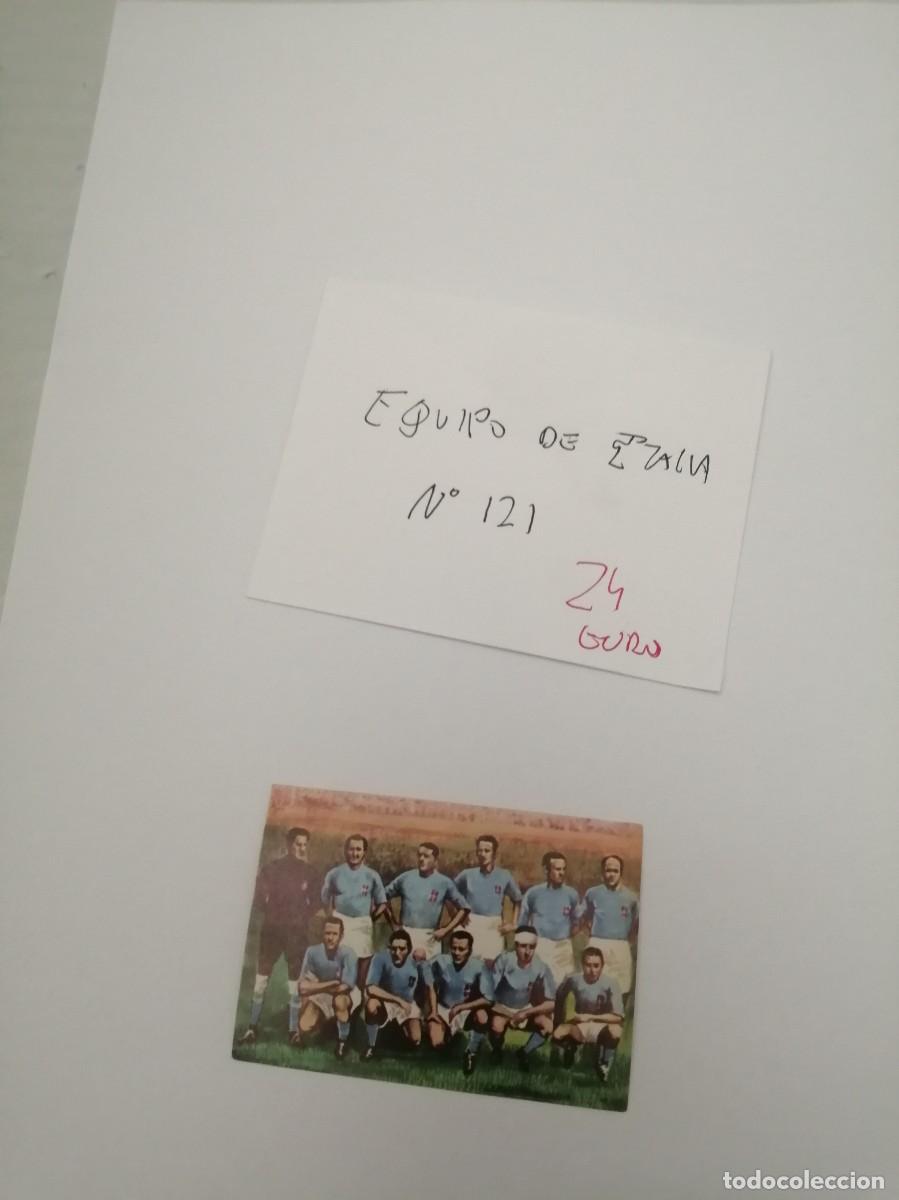 EQUIPO DE ITALIA
Nº 121
24
EURO
todocoleccion